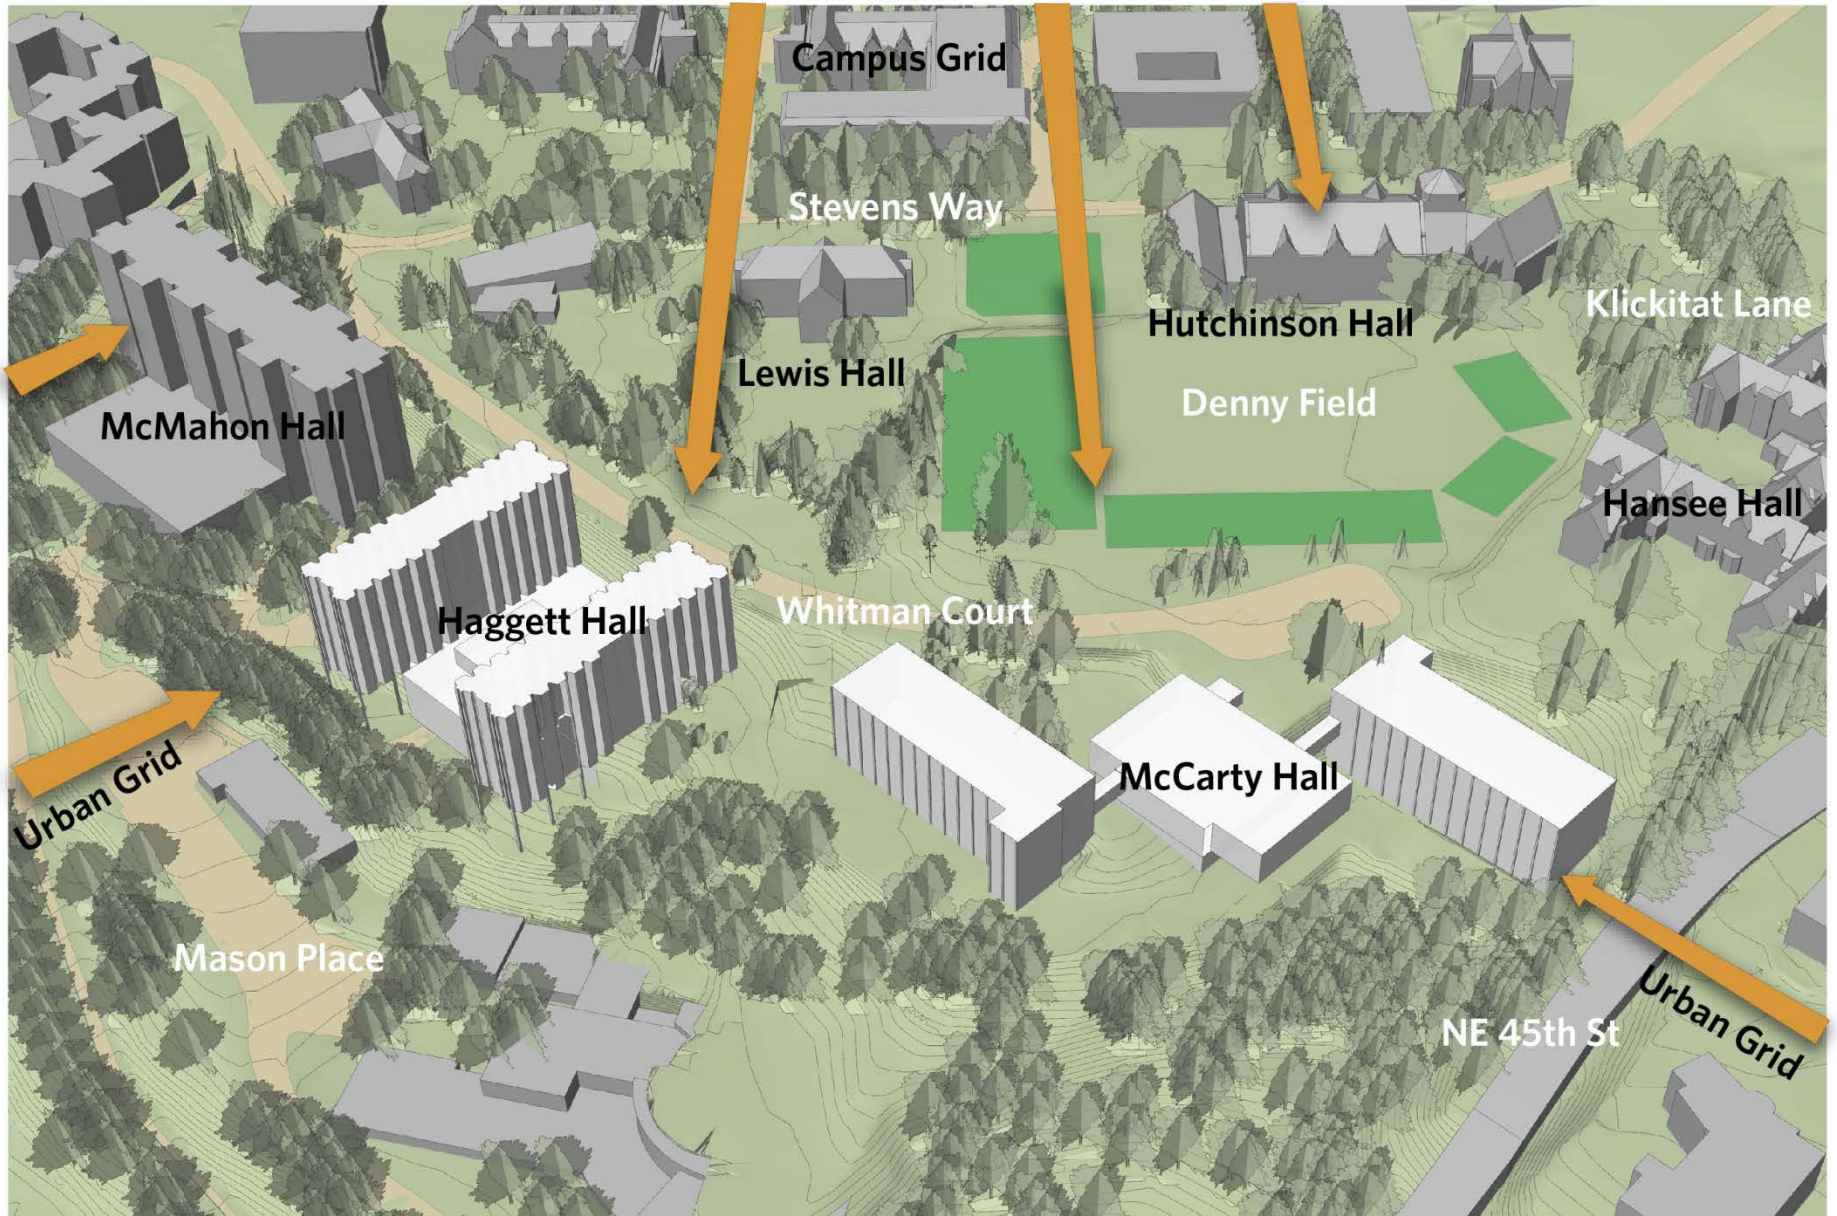 Campus Grid
Stevens Way
Klickitat Lane
Hutchinson Hall
Lewis Hall
Denny Field
McMahon Hall
Hansee Hall
Whitman Court
Haggett Hall
McCarty Hall
Urban Grid
Mason Place
NE 45th St
Urban Grid